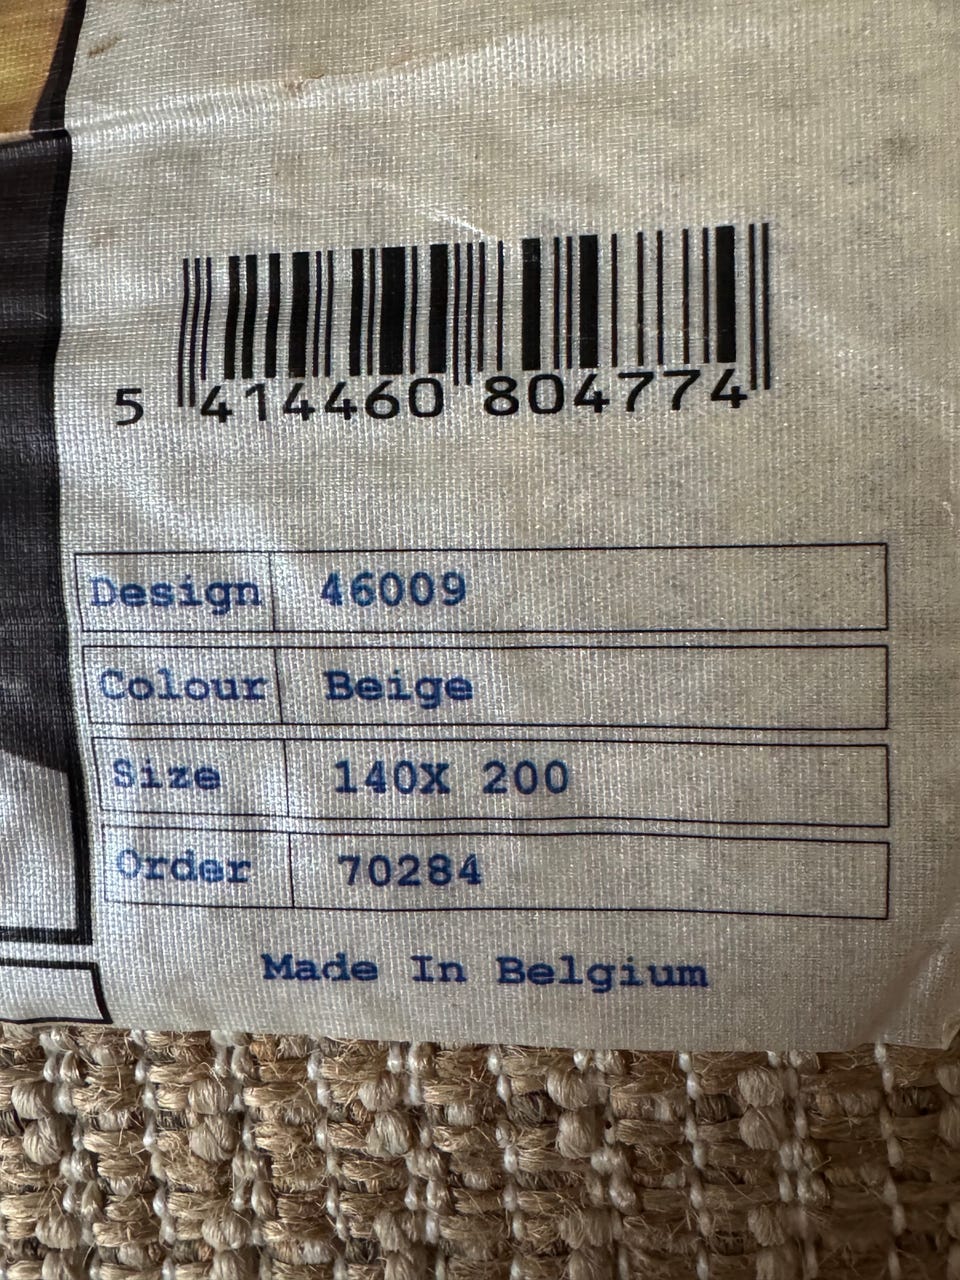 5 414460 804774
Design 46009
Colour Beige
Size 140X 200
Order 70284
Made In Belgium